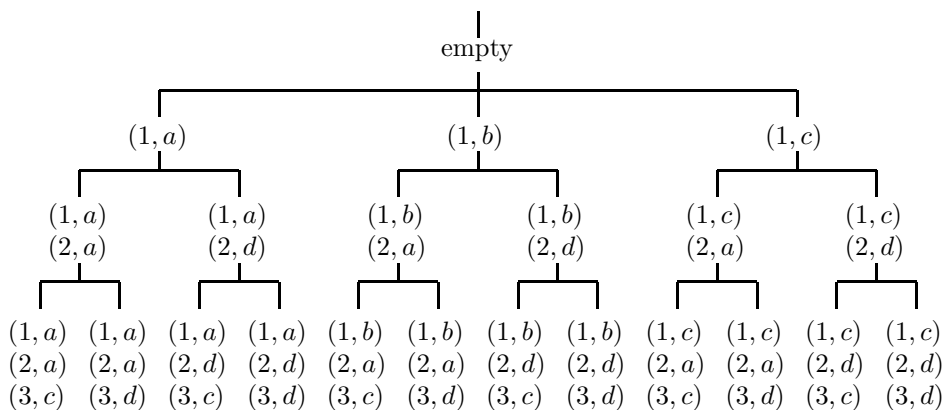 empty
(1, a) (1, b) (1, c)
(1, a) (1, a) (1, b) (1, b) (1, c) (1, c)
(2, a) (2, d) (2, a) (2, d) (2, a) (2, d)
(1, a) (1, a) (1, a) (1, a) (1, b) (1, b) (1, b) (1, b) (1, c) (1, c) (1, c) (1, c)
(2, a) (2, a) (2, d) (2, d) (2, a) (2, a) (2, d) (2, d) (2, a) (2, a) (2, d) (2, d)
(3, c) (3, d) (3, c) (3, d) (3, c) (3, d) (3, c) (3, d) (3, c) (3, d) (3, c) (3, d)